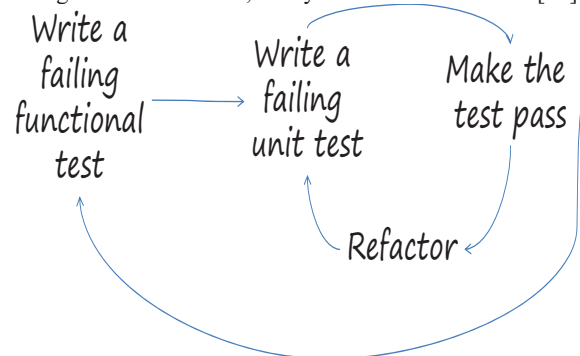 Write a
failing
functional
test
Write a
failing
unit test
Make the
test pass
Refactor